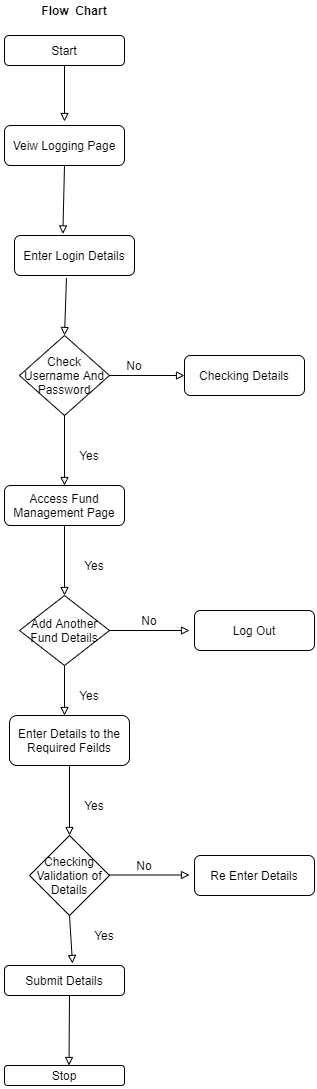 Flow Chart
Start
Veiw Logging Page
Enter Login Details
Check
Username And
Password
No
Checking Details
Yes
Access Fund
Management Page
Yes
Add Another
Fund Details
No
Log Out
Yes
Enter Details to the
Required Feilds
Yes
Checking
Validation of
Details
No
Re Enter Details
Yes
Submit Details
Stop